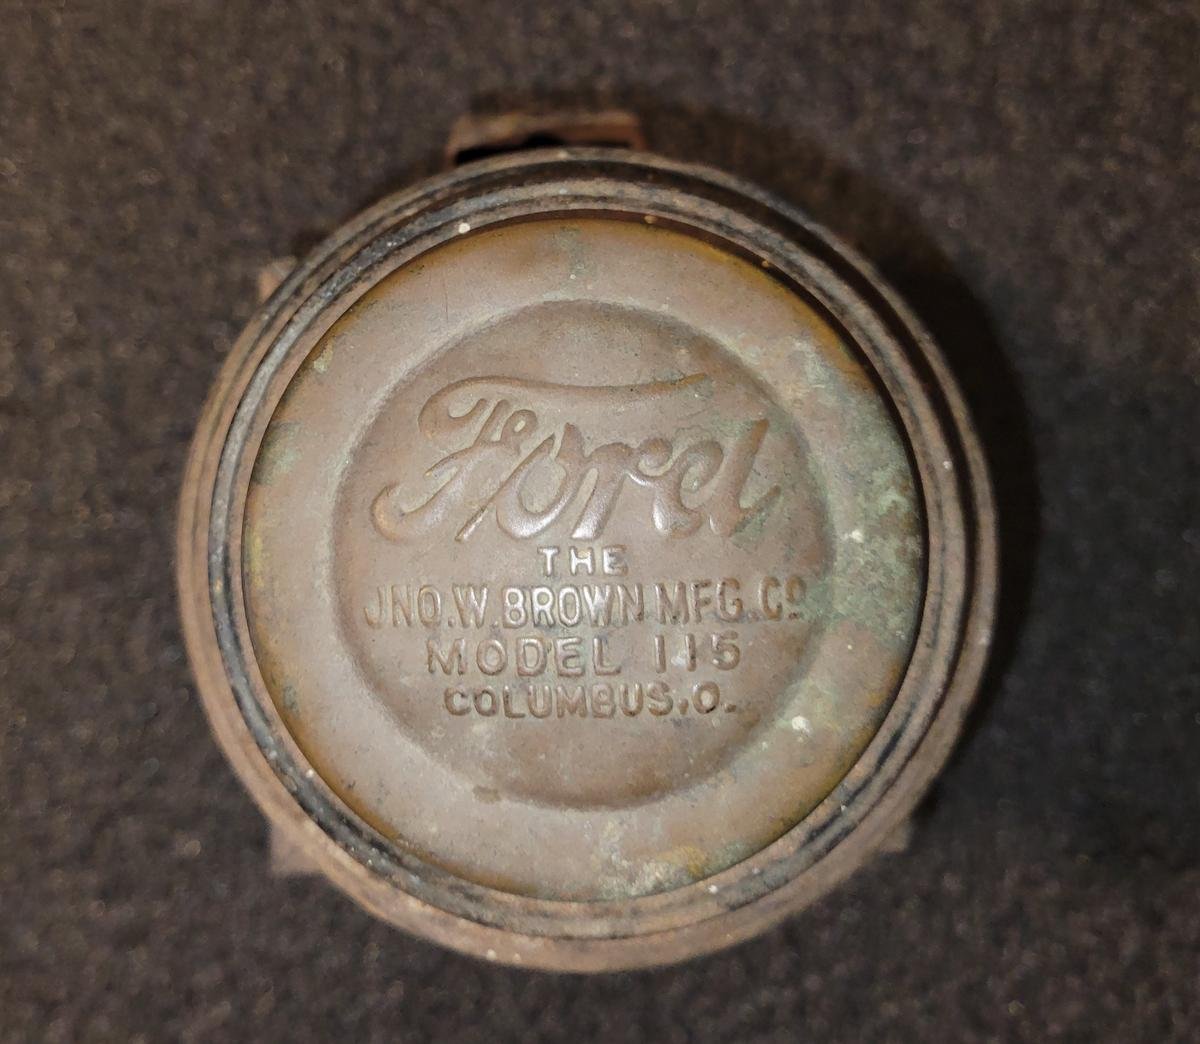 Ford
THE
JNO.W.BROWN MFG.Cº
MODEL 115
COLUMBUS.O.